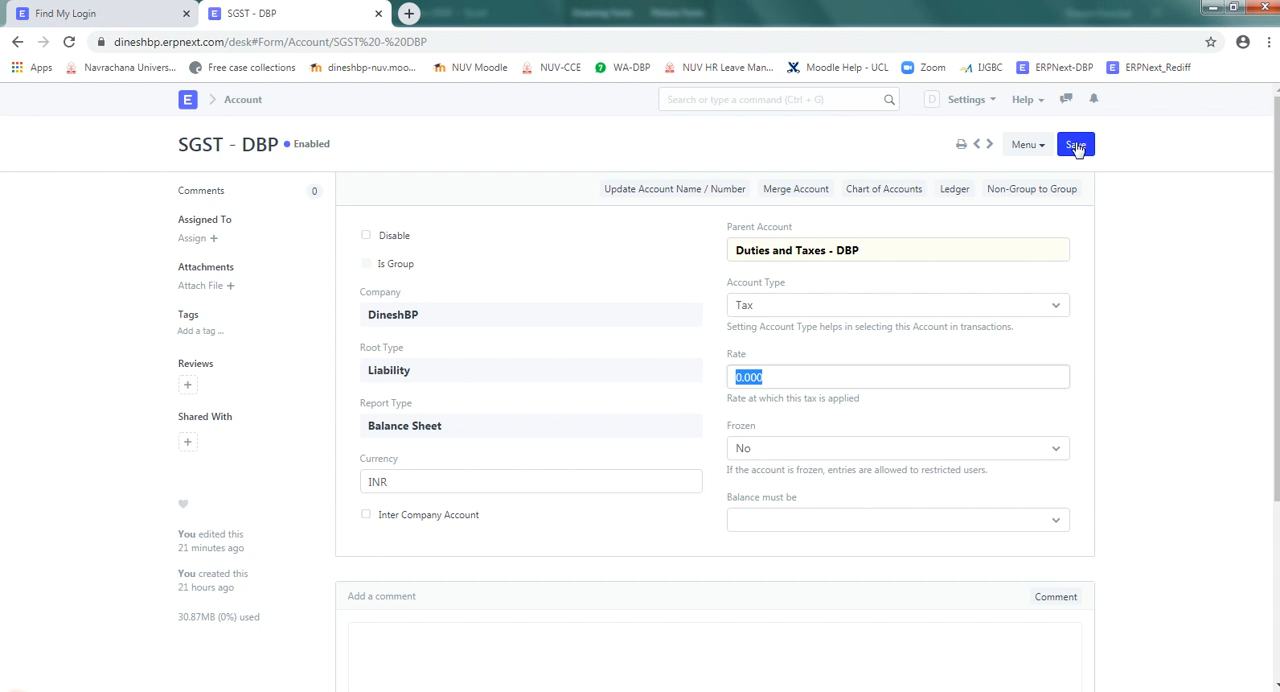 Find My Login
SGST - DBP
dineshbp.erpnext.com/desk#Form/Account/SGST%20-%20DBP
Apps
Navrachana Univers...
Free case collections
dineshbp-nuv.moo...
NUV Moodle
NUV-CCE
WA-DBP
NUV HR Leave Man...
Moodle Help - UCL
Zoom
IJGBC
ERPNext-DBP
ERPNext_Rediff
E
Account
Search or type a command (Ctrl + G)
D
Settings
Help
SGST - DBP
Enabled
Menu
Save
Comments
0
Update Account Name / Number
Merge Account
Chart of Accounts
Ledger
Non-Group to Group
Assigned To
Assign +
Attachments
Attach File +
Tags
Add a tag ...
Reviews
+
Shared With
+
You edited this
21 minutes ago
You created this
21 hours ago
30.87MB (0%) used
Disable
Is Group
Company
DineshBP
Root Type
Liability
Report Type
Balance Sheet
Currency
INR
Inter Company Account
Parent Account
Duties and Taxes - DBP
Account Type
Tax
Setting Account Type helps in selecting this Account in transactions.
Rate
0.000
Rate at which this tax is applied
Frozen
No
If the account is frozen, entries are allowed to restricted users.
Balance must be
Add a comment
Comment